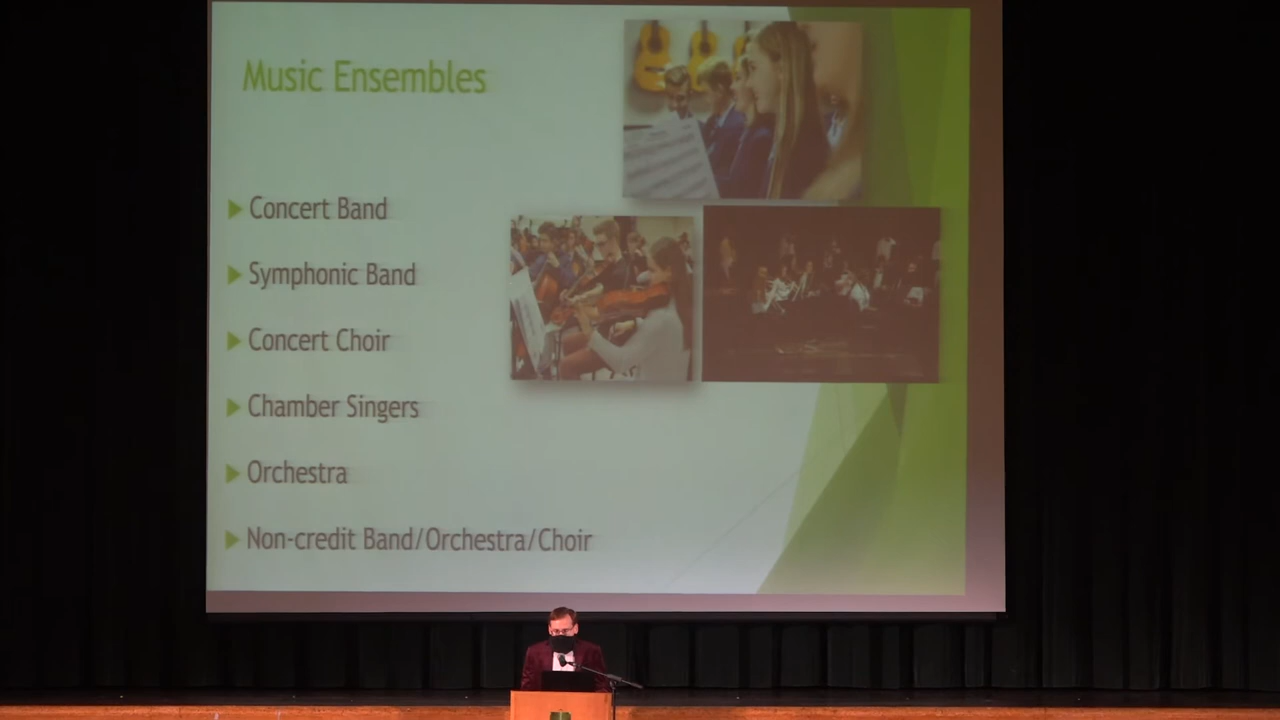 Music Ensembles
Concert Band
Symphonic Band
Concert Choir
Chamber Singers
Orchestra
Non-credit Band/Orchestra/Choir